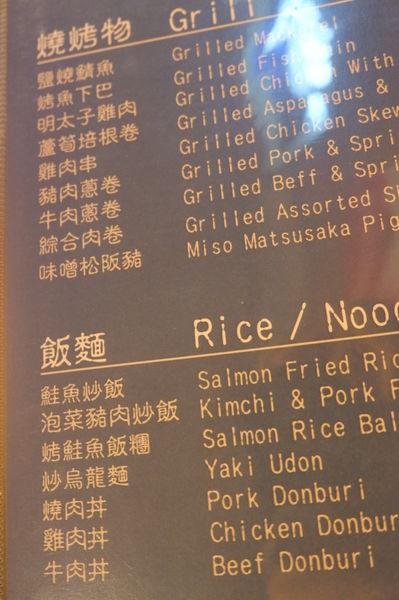 燒烤物 Grill
鹽燒鯖魚 Grilled Mackerel
烤魚下巴 Grilled Fish
明太子雞肉 Grilled Chicken With
蘆筍培根卷 Grilled Asparagus &
雞肉串 Grilled Chicken Skew
豬肉蔥卷 Grilled Pork & Spri
牛肉蔥卷 Grilled Beff & Spri
綜合肉卷 Grilled Assorted S
味噌松阪豬 Miso Matsusaka Pig
飯麵 Rice / Nood
鮭魚炒飯 Salmon Fried Ric
泡菜豬肉炒飯 Kimchi & Pork F
烤鮭魚飯糰 Salmon Rice Bal
炒烏龍麵 Yaki Udon
燒肉丼 Pork Donburi
雞肉丼 Chicken Donbur
牛肉丼 Beef Donburi